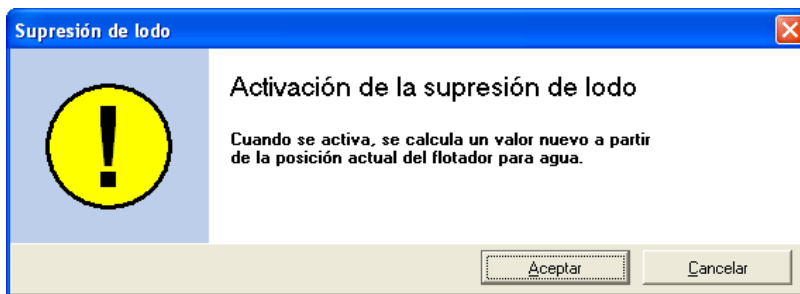 Supresión de lodo
Activación de la supresión de lodo
Cuando se activa, se calcula un valor nuevo a partir
de la posición actual del flotador para agua.
Aceptar
Cancelar